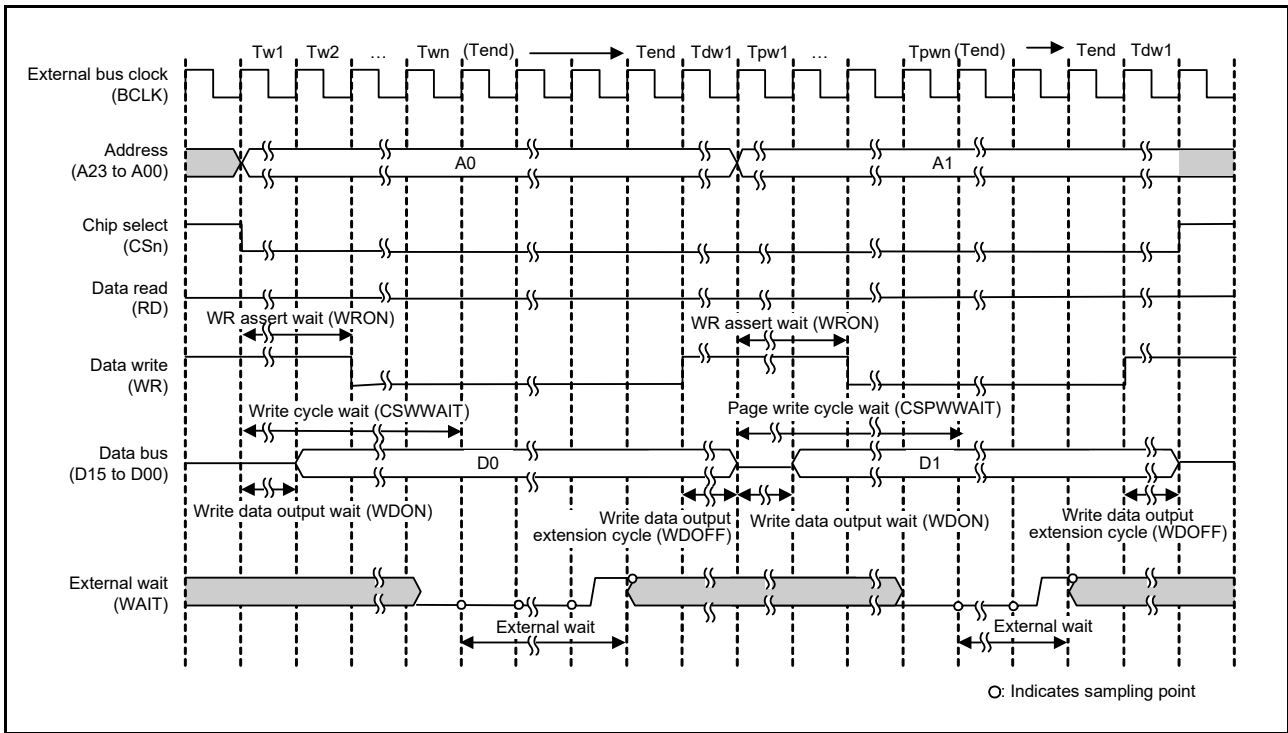 Tw1 Tw2 … Twn (Tend) Tend Tdw1 Tpw1 … Tpwn (Tend) Tend Tdw1
External bus clock
(BCLK)
Address
(A23 to A00)
A0 A1
Chip select
(CSn)
Data read
(RD)
WR assert wait (WRON) WR assert wait (WRON)
Data write
(WR)
Write cycle wait (CSWWAIT) Page write cycle wait (CSPWWAIT)
Data bus
(D15 to D00)
D0 D1
Write data output wait (WDON) Write data output
extension cycle (WDOFF) Write data output wait (WDON) Write data output
extension cycle (WDOFF)
External wait
(WAIT)
External wait External wait
O: Indicates sampling point